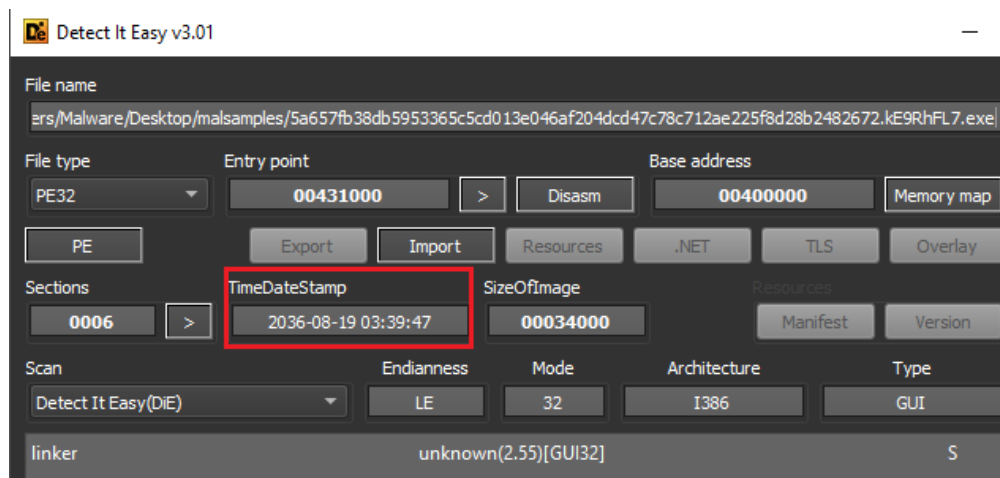 Detect It Easy v3.01
File name
ers/Malware/Desktop/malsamples/5a657fb38db5953365c5cd013e046af204dcd47c78c712ae225f8d28b2482672.kE9RhFL7.exe
File type Entry point Base address
PE32 00431000 > Disasm 00400000 Memory map
PE Export Import Resources .NET TLS Overlay
Sections TimeDateStamp SizeOfImage Resources
0006 > 2036-08-19 03:39:47 00034000 Manifest Version
Scan Endianness Mode Architecture Type
Detect It Easy(DiE) LE 32 I386 GUI
linker unknown(2.55)[GUI32] S